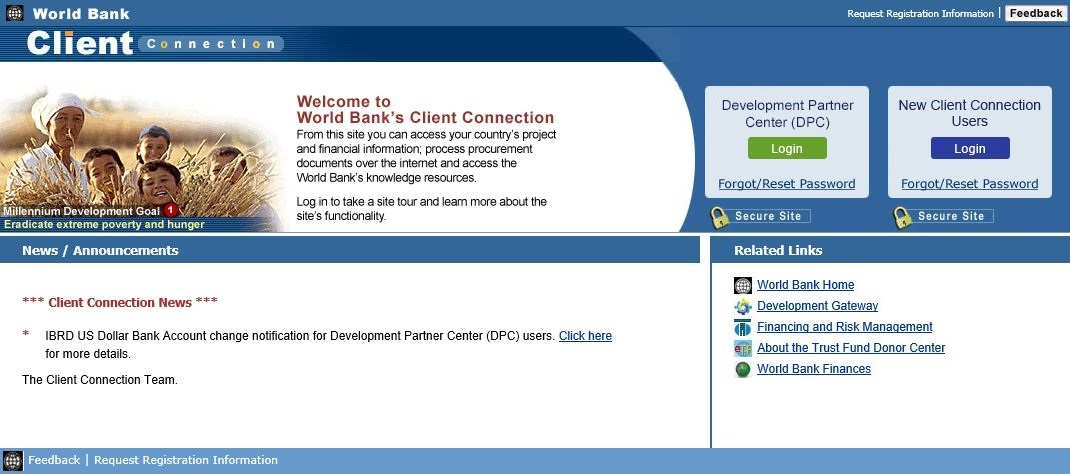 World Bank
Request Registration Information | Feedback
Client Connection
Welcome to
World Bank's Client Connection
From this site you can access your country's project
and financial information; process procurement
documents over the internet and access the
World Bank's knowledge resources.
Log in to take a site tour and learn more about the
site's functionality.
Millennium Development Goal 1
Eradicate extreme poverty and hunger
Development Partner
Center (DPC)
Login
Forgot/Reset Password
Secure Site
New Client Connection
Users
Login
Forgot/Reset Password
Secure Site
News / Announcements
*** Client Connection News ***
* IBRD US Dollar Bank Account change notification for Development Partner Center (DPC) users. Click here
for more details.
The Client Connection Team.
Related Links
World Bank Home
Development Gateway
Financing and Risk Management
About the Trust Fund Donor Center
World Bank Finances
Feedback | Request Registration Information